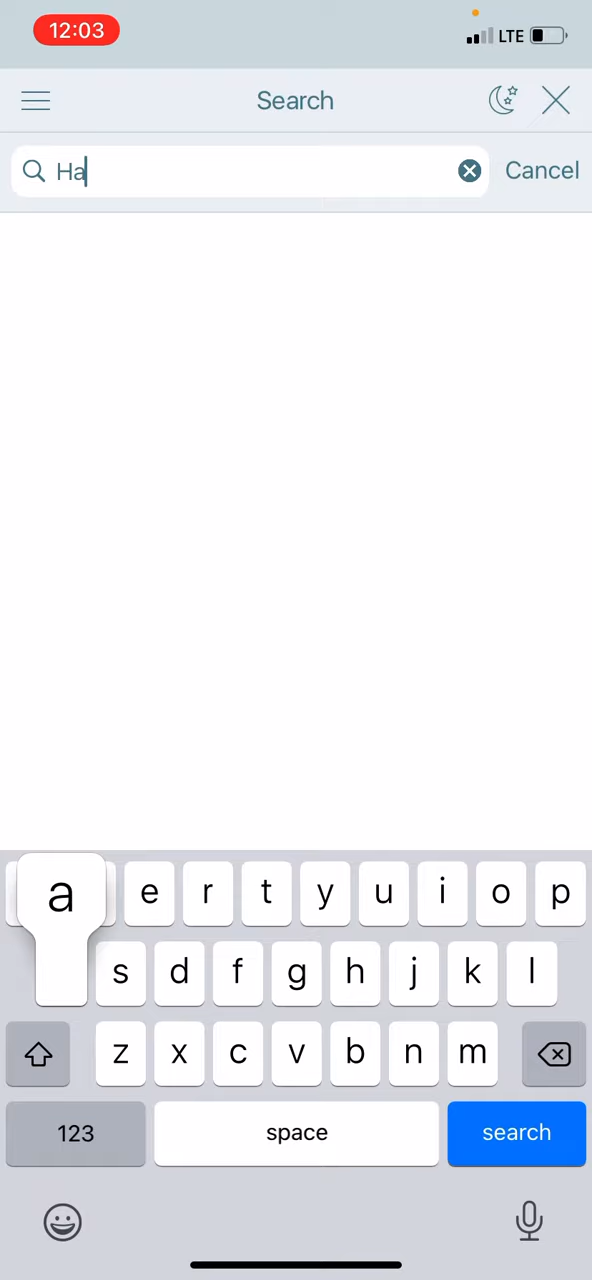 12:03 LTE
Search
Ha Cancel
a e r t y u i o p
s d f g h j k l
z x c v b n m
123 space search